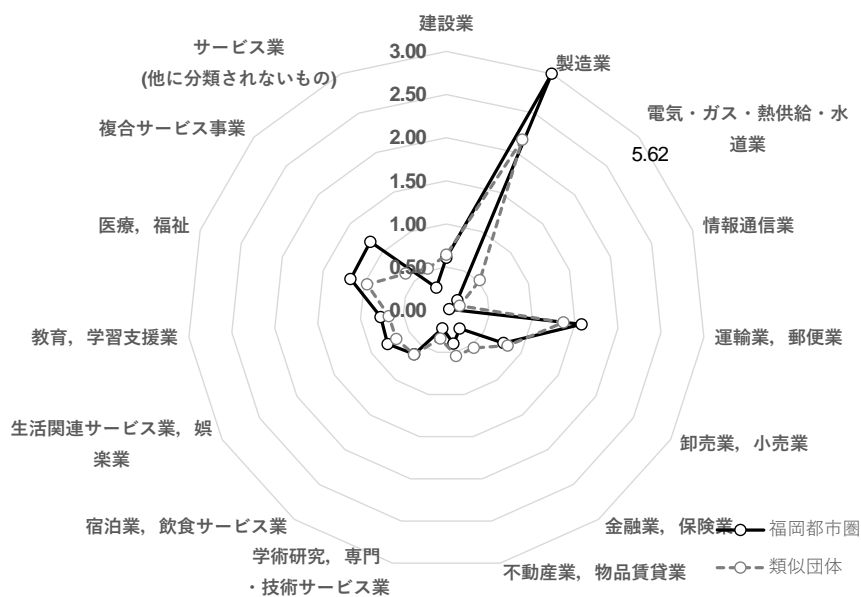 建設業
3.00
2.50
2.00
1.50
1.00
0.50
0.00
製造業
電気・ガス・熱供給・水
道業
5.62
情報通信業
運輸業，郵便業
卸売業，小売業
金融業，保険業
不動産業，物品賃貸業
学術研究，専門
・技術サービス業
宿泊業，飲食サービス業
生活関連サービス業，娯
楽業
教育，学習支援業
医療，福祉
複合サービス事業
サービス業
(他に分類されないもの)
福岡都市圏
類似団体